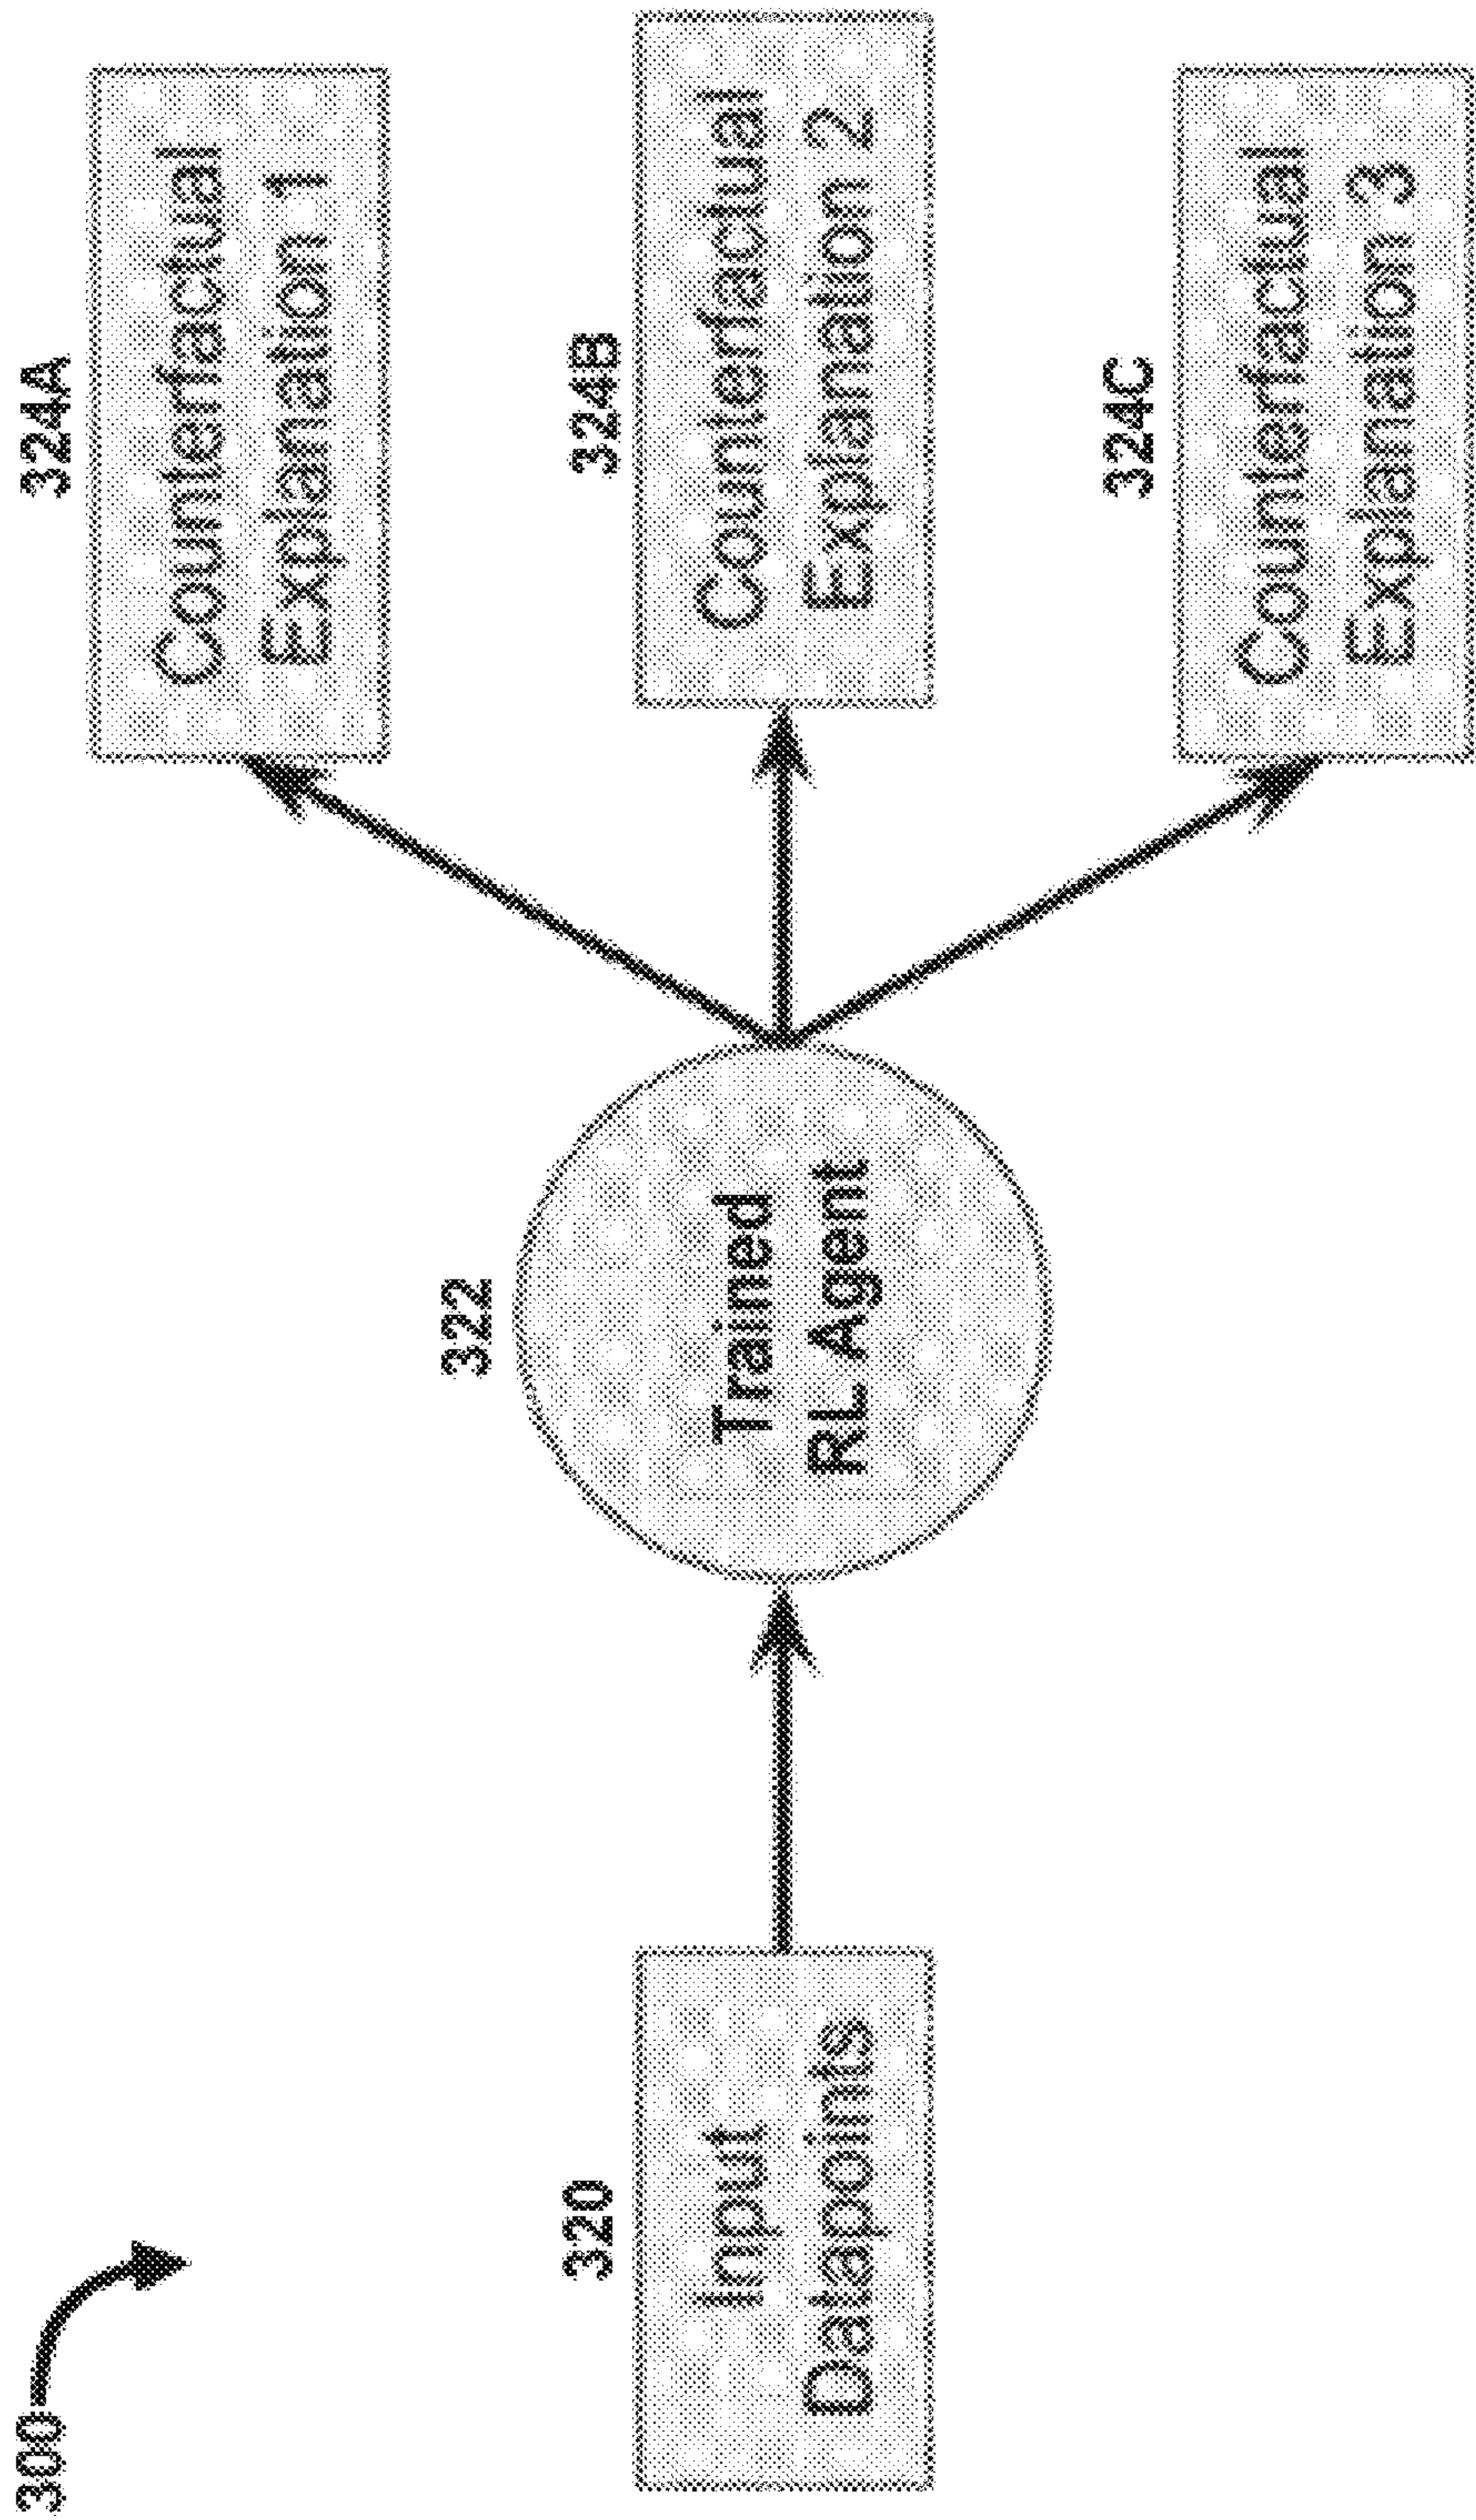 300
320
Input
Datapoints
322
Trained
RL Agent
324A
Counterfactual
Explanation 1
324B
Counterfactual
Explanation 2
324C
Counterfactual
Explanation 3